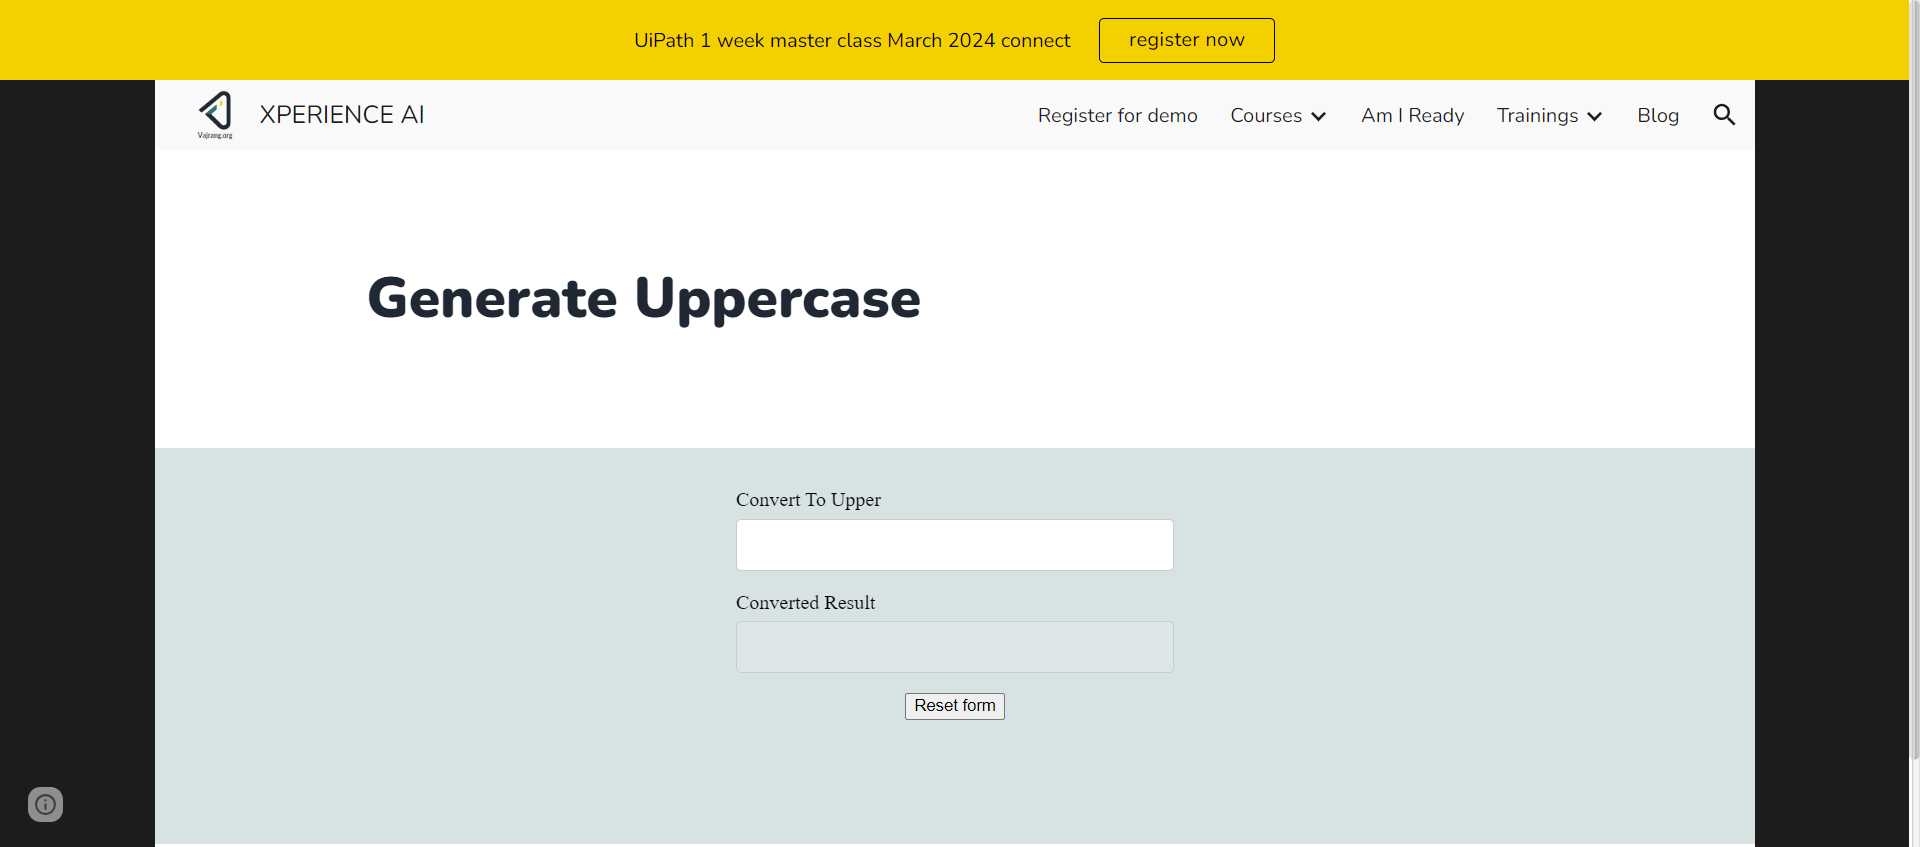 UiPath 1 week master class March 2024 connect register now
Vajrang.org
XPERIENCE AI
Register for demo Courses Am I Ready Trainings Blog
Generate Uppercase
Convert To Upper
Converted Result
Reset form